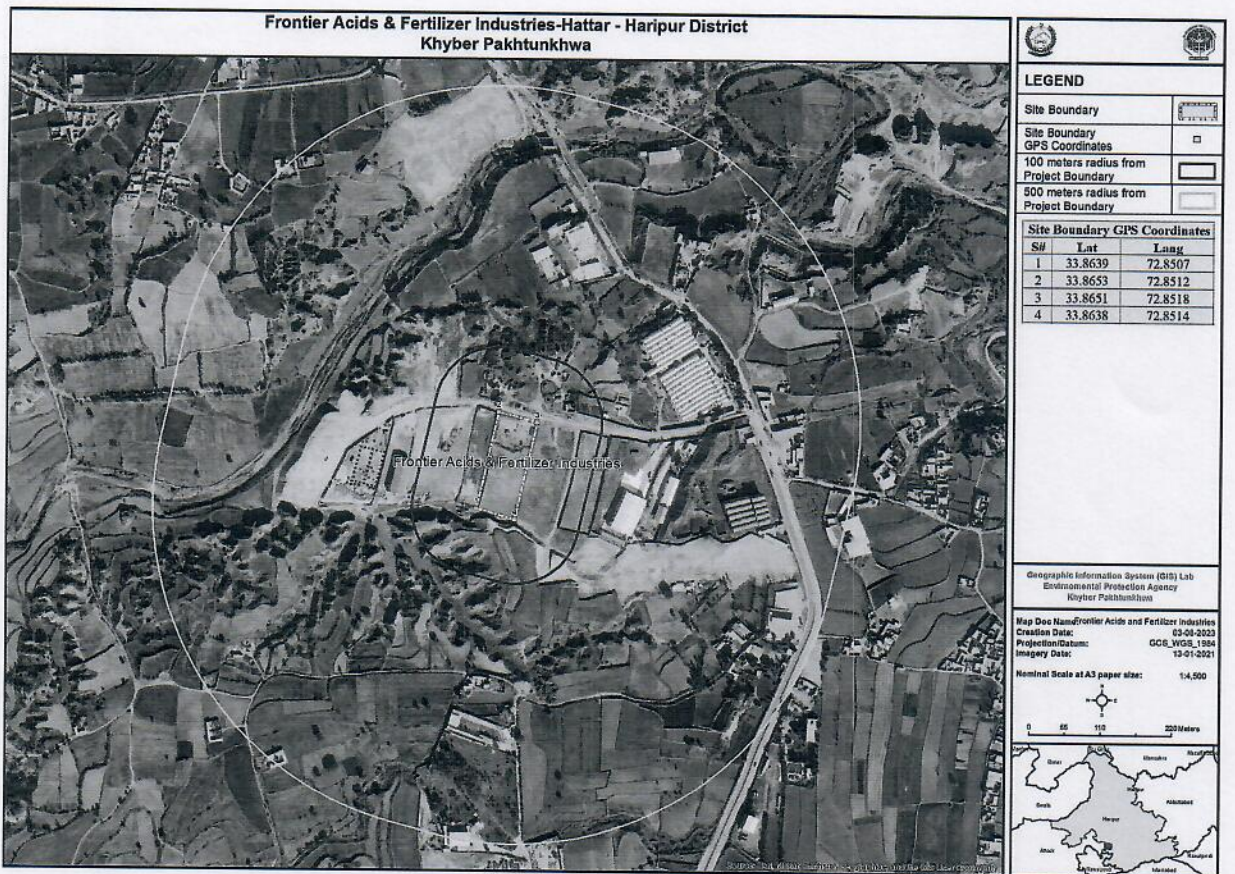 Frontier Acids & Fertilizer Industries-Hattar - Haripur District
Khyber Pakhtunkhwa
Frontier Acids & Fertilizer Industries
LEGEND
Site Boundary
Site Boundary
GPS Coordinates
100 meters radius from
Project Boundary
500 meters radius from
Project Boundary
Site Boundary GPS Coordinates
S# Lat Lang
1 33.8639 72.8507
2 33.8653 72.8512
3 33.8651 72.8518
4 33.8638 72.8514
Geographic Information System (GIS) Lab
Environmental Protection Agency
Khyber Pakhtunkhwa
Map Doc Name: Frontier Acids and Fertilizer Industries
Creation Date: 03-08-2023
Projection/Datum: GCS_WGS_1984
Imagery Date: 13-01-2021
Nominal Scale at A3 paper size: 1:4,500
0 55 110 220 Meters
Mansehra
Swabi
Haripur
Abbottabad
Attock
Rawalpindi
Islamabad